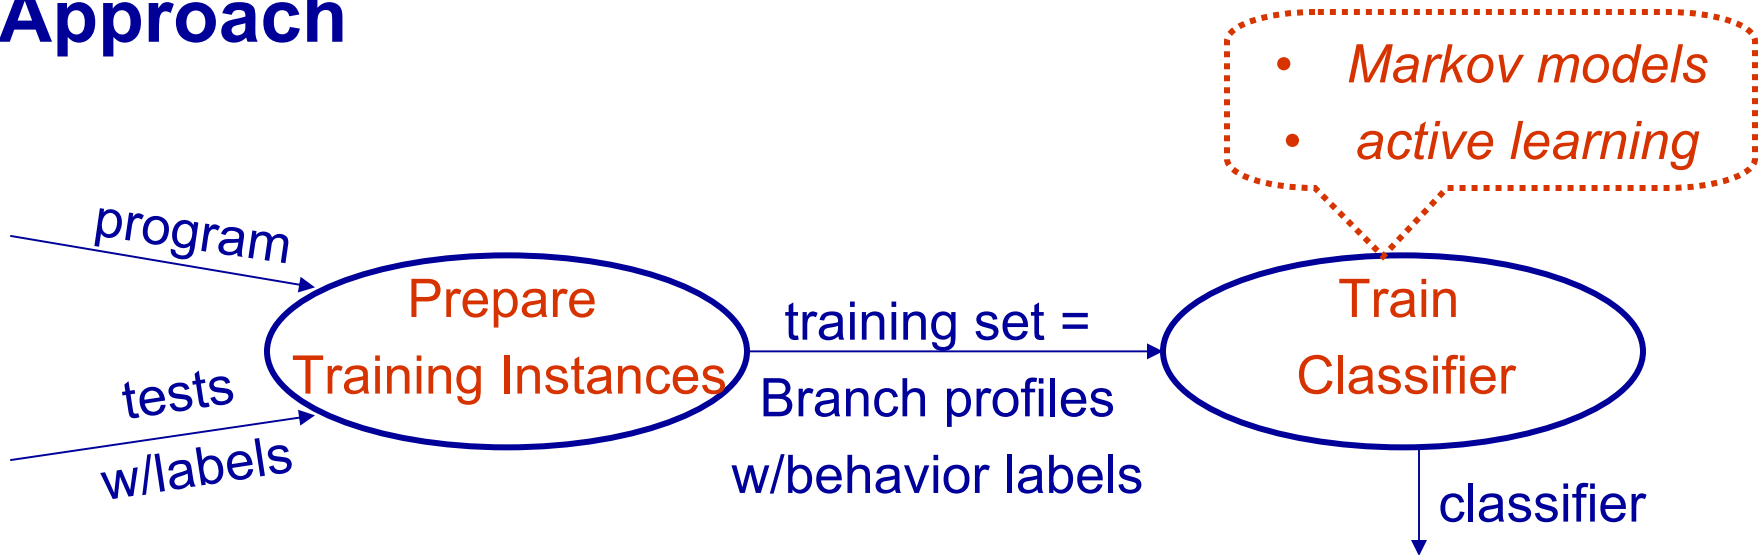 Approach
• Markov models
• active learning
program
Prepare
Training Instances
tests
w/labels
training set =
Branch profiles
w/behavior labels
Train
Classifier
classifier